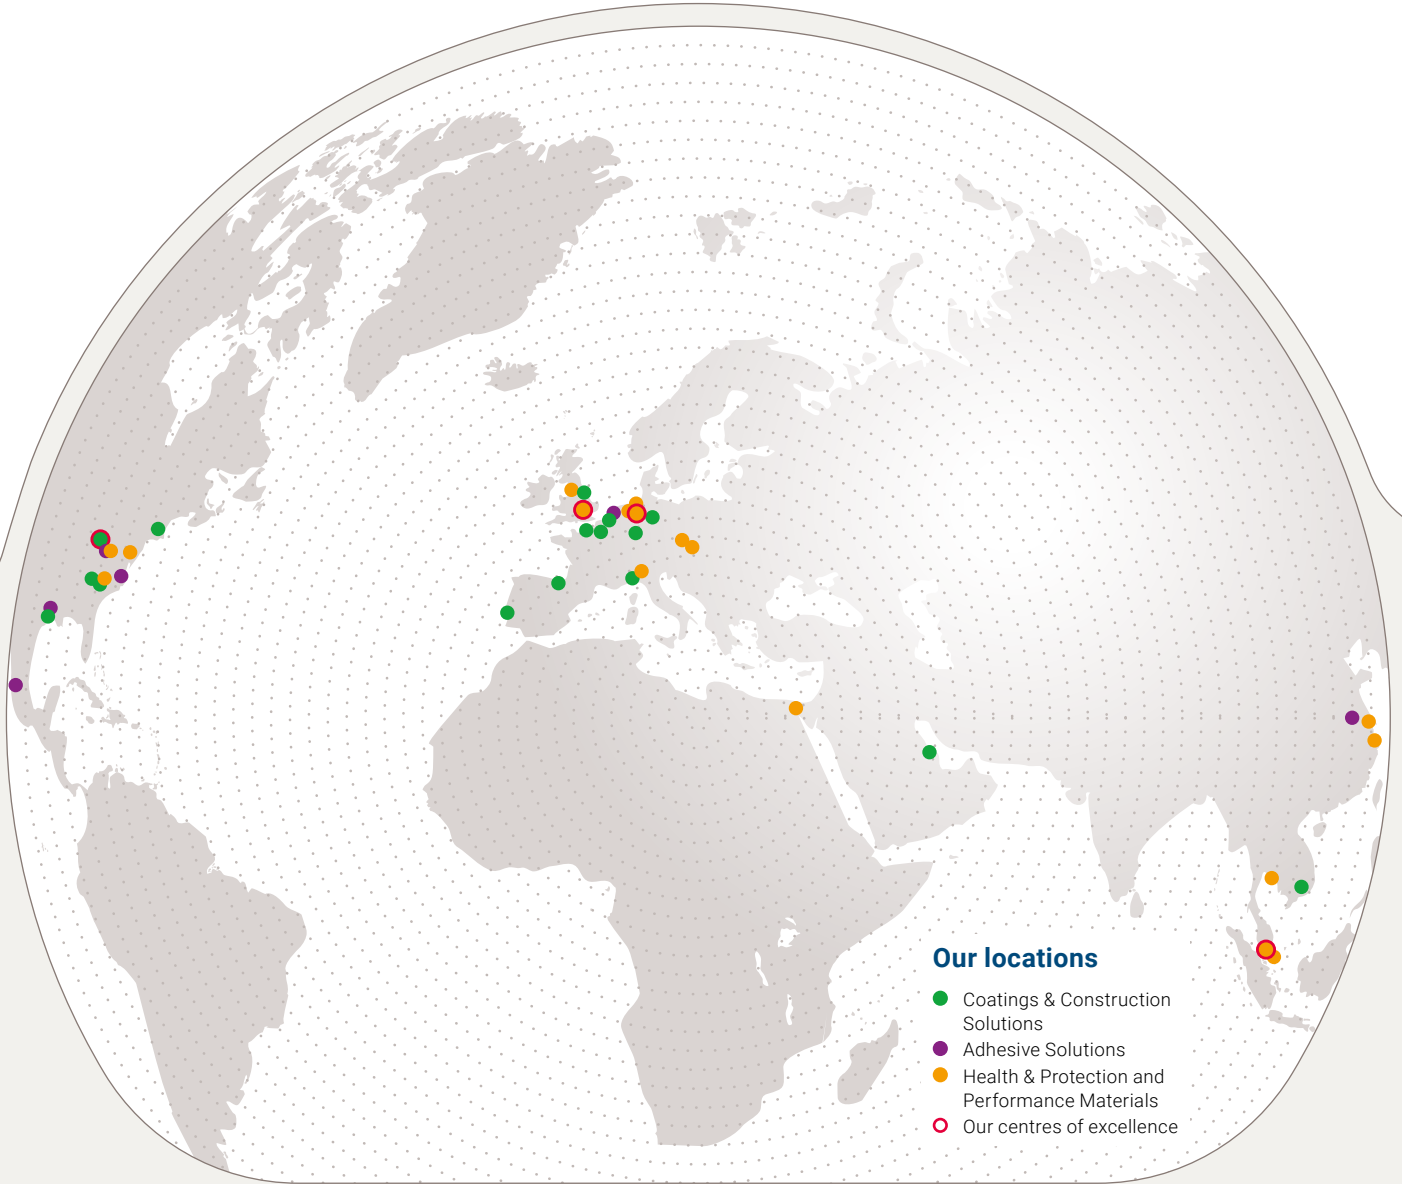 Our locations
Coatings & Construction
Solutions
Adhesive Solutions
Health & Protection and
Performance Materials
Our centres of excellence